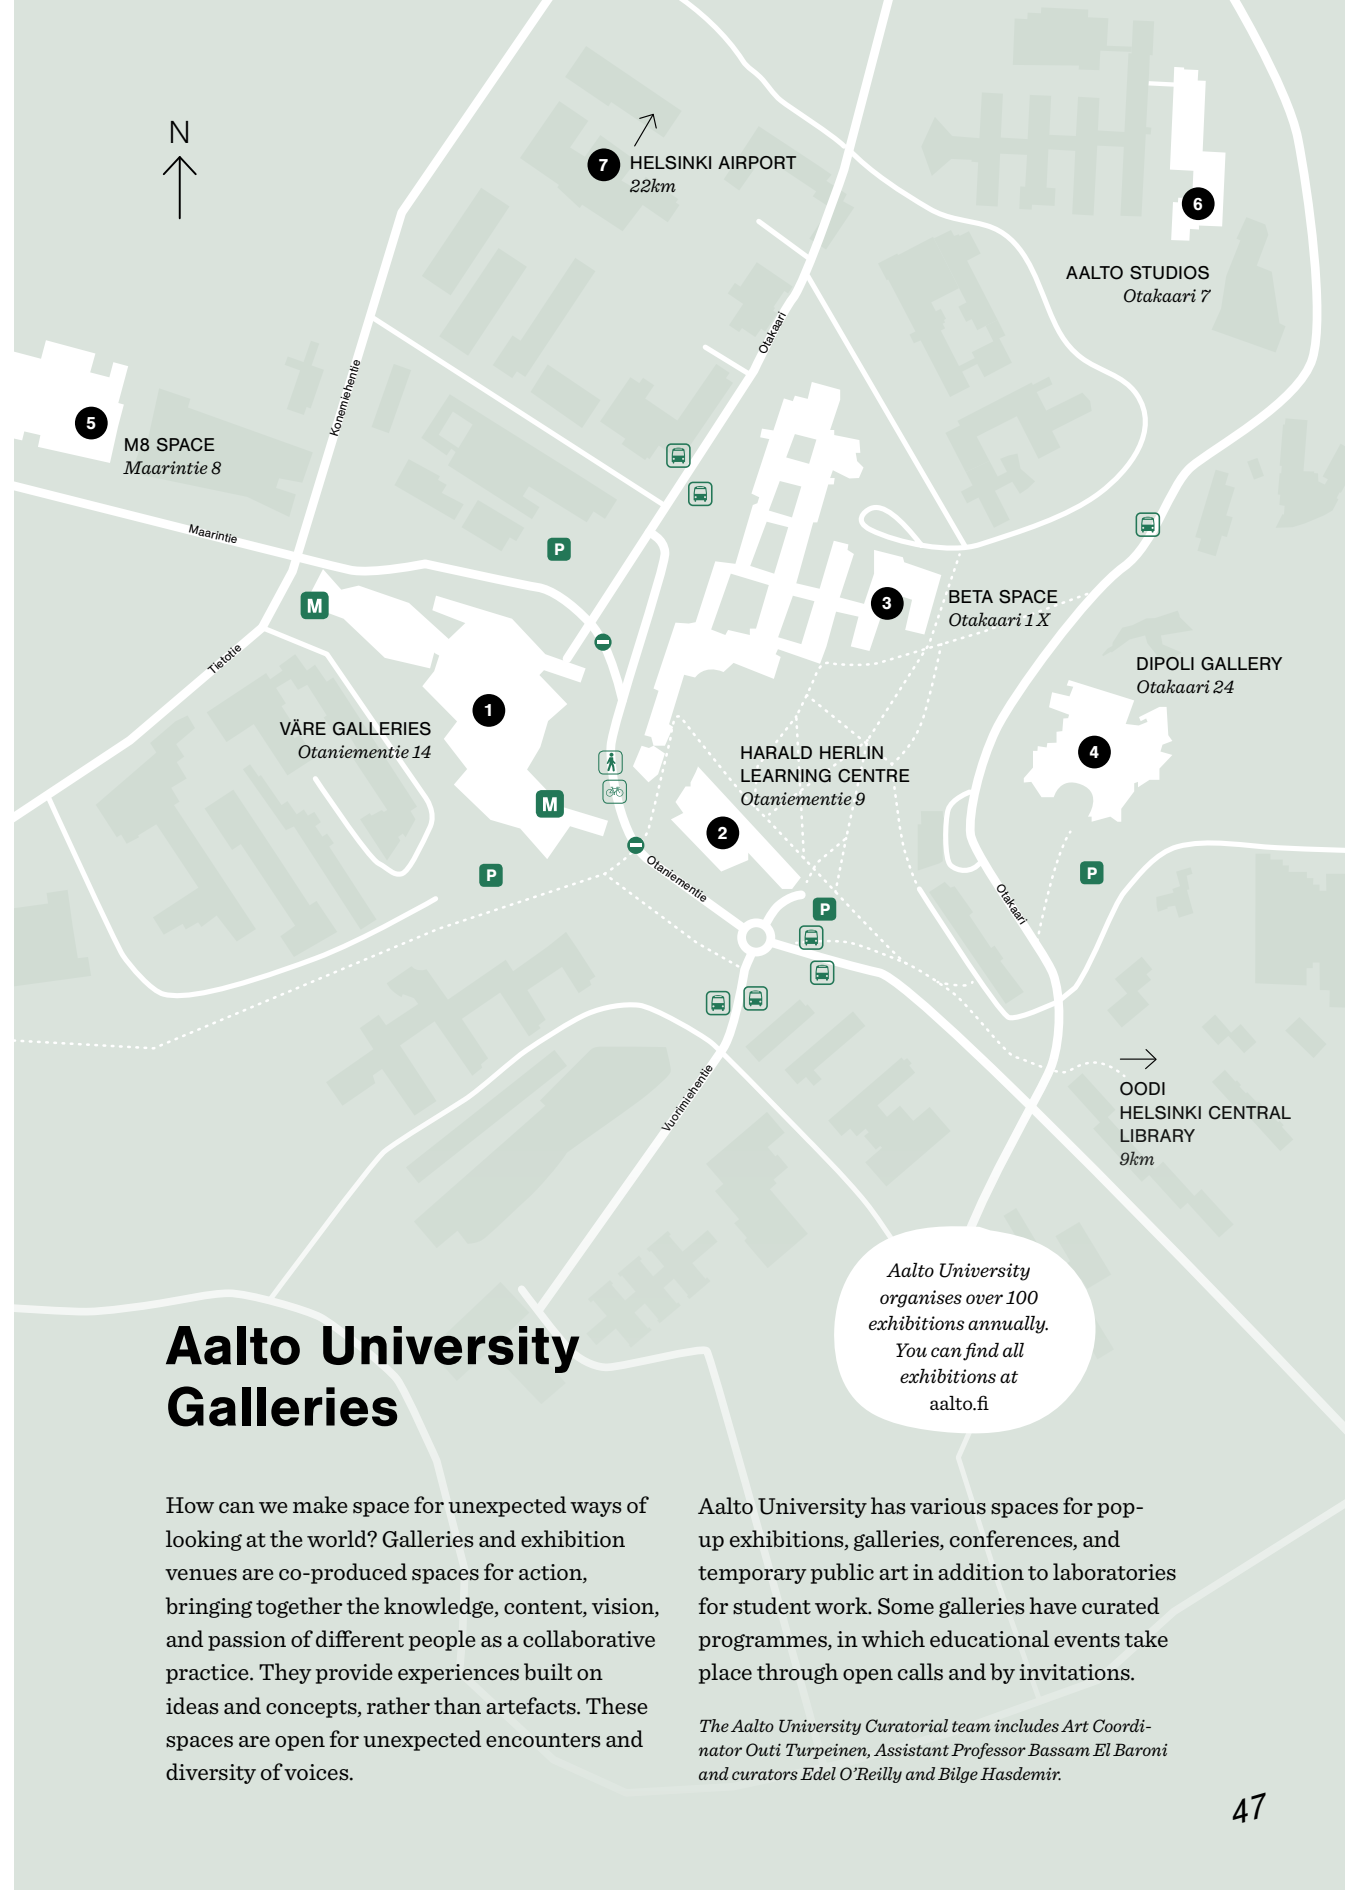 N
7
HELSINKI AIRPORT
22km
6
AALTO STUDIOS
Otakaari 7
Otakaari
Konemiehentie
5
M8 SPACE
Maarintie 8
Maarintie
P
M
3
BETA SPACE
Otakaari 1 X
Tietotie
DIPOLI GALLERY
Otakaari 24
1
VÄRE GALLERIES
Otaniementie 14
4
HARALD HERLIN
LEARNING CENTRE
Otaniementie 9
M
2
P
Otaniementie
P
Otakaari
P
Vuorimiehentie
OODI
HELSINKI CENTRAL
LIBRARY
9km
Aalto University
organises over 100
exhibitions annually.
You can find all
exhibitions at
aalto.fi
Aalto University
Galleries
How can we make space for unexpected ways of
looking at the world? Galleries and exhibition
venues are co-produced spaces for action,
bringing together the knowledge, content, vision,
and passion of different people as a collaborative
practice. They provide experiences built on
ideas and concepts, rather than artefacts. These
spaces are open for unexpected encounters and
diversity of voices.
Aalto University has various spaces for pop-
up exhibitions, galleries, conferences, and
temporary public art in addition to laboratories
for student work. Some galleries have curated
programmes, in which educational events take
place through open calls and by invitations.
The Aalto University Curatorial team includes Art Coordi-
nator Outi Turpeinen, Assistant Professor Bassam El Baroni
and curators Edel O'Reilly and Bilge Hasdemir.
47